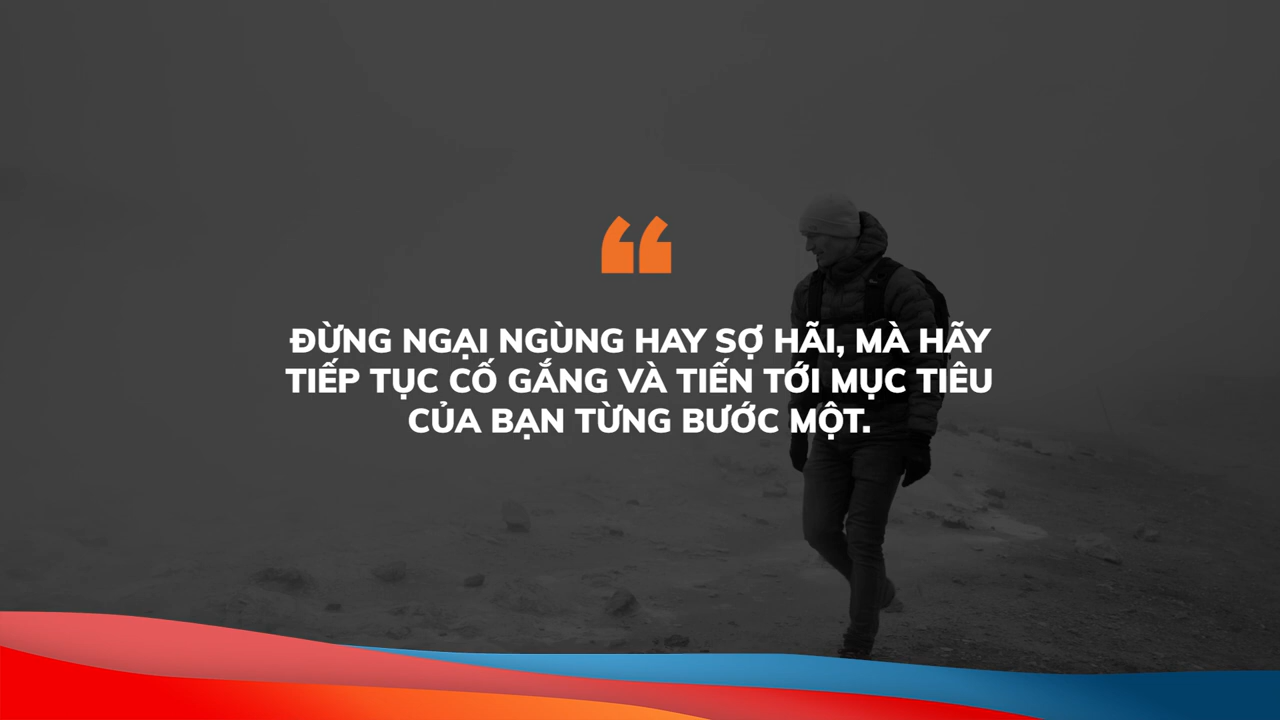 ĐỪNG NGẠI NGÙNG HAY SỢ HÃI, MÀ HÃY
TIẾP TỤC CỐ GẮNG VÀ TIẾN TỚI MỤC TIÊU
CỦA BẠN TỪNG BƯỚC MỘT.